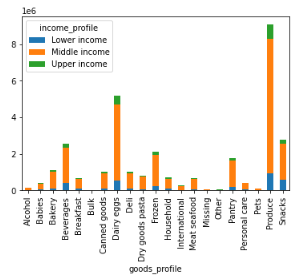 1e6
income_profile
Lower income
Middle income
Upper income
8
6
4
2
0
Alcohol
Babies
Bakery
Beverages
Breakfast
Bulk
Canned goods
Dairy eggs
Deli
Dry goods pasta
Frozen
Household
International
Meat seafood
Missing
Other
Pantry
Personal care
Pets
Produce
Snacks
goods_profile